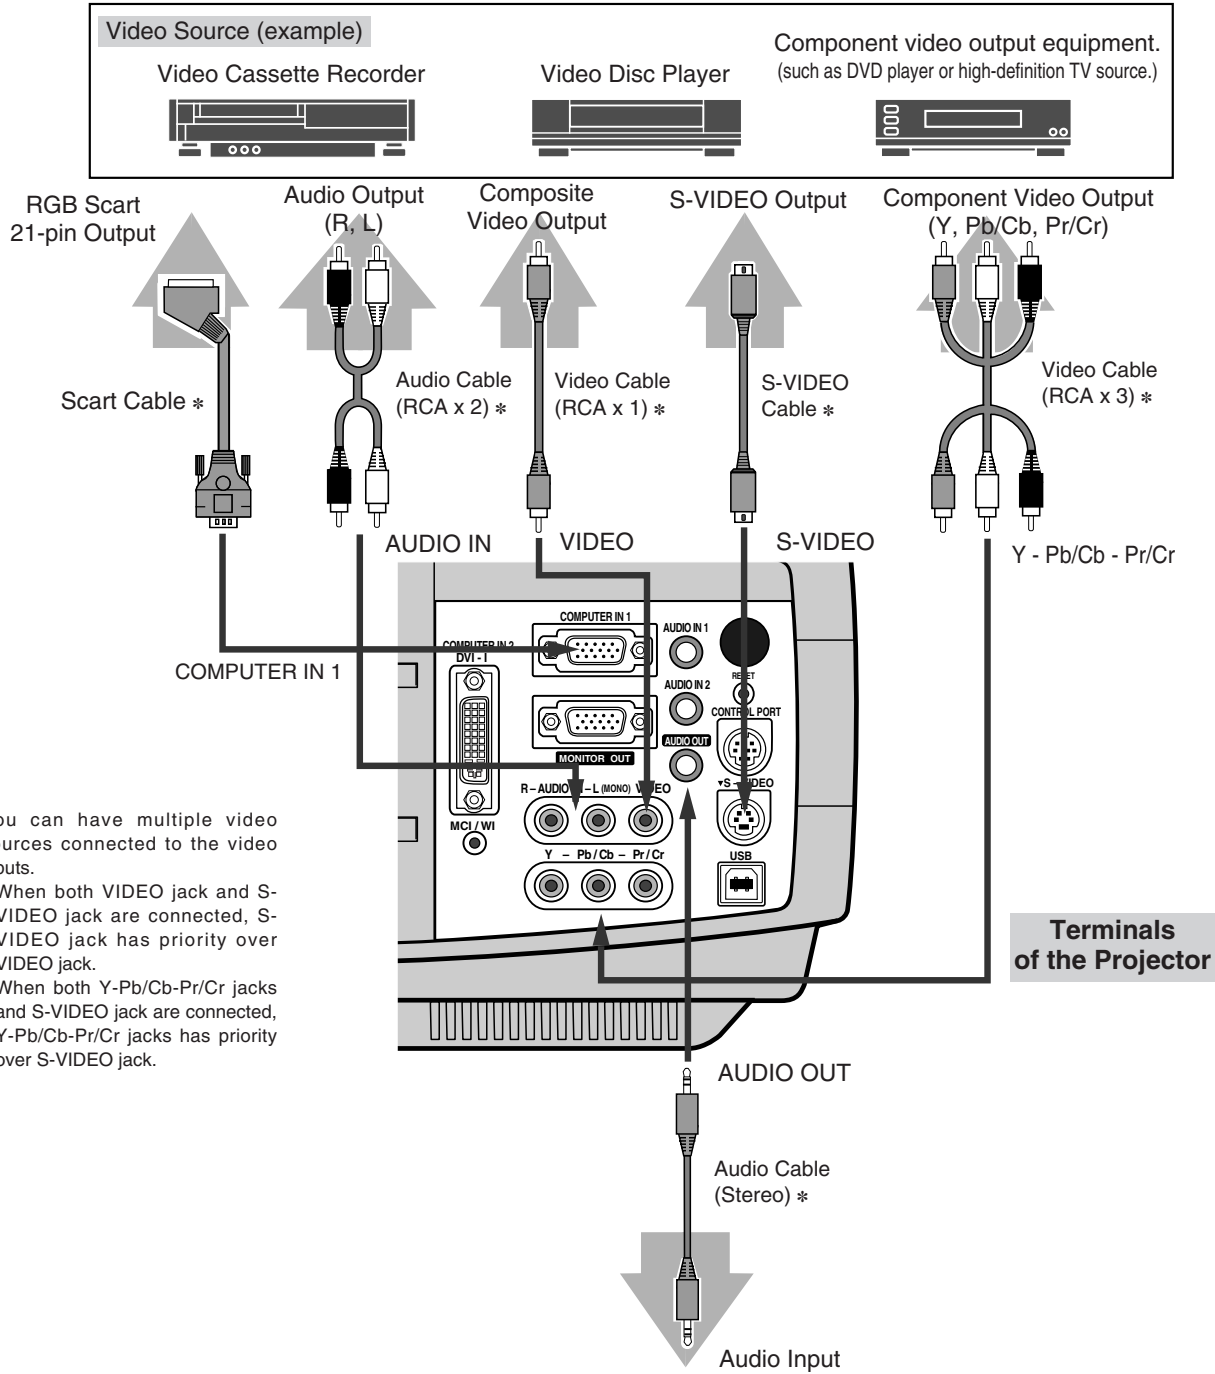 Video Source (example)
Video Cassette Recorder
Video Disc Player
Component video output equipment.
(such as DVD player or high-definition TV source.)
RGB Scart
21-pin Output
Audio Output
(R, L)
Composite
Video Output
S-VIDEO Output
Component Video Output
(Y, Pb/Cb, Pr/Cr)
Scart Cable ✽
Audio Cable
(RCA x 2) ✽
Video Cable
(RCA x 1) ✽
S-VIDEO
Cable ✽
Video Cable
(RCA x 3) ✽
AUDIO IN
VIDEO
S-VIDEO
Y - Pb/Cb - Pr/Cr
COMPUTER IN 1
COMPUTER IN 1
AUDIO IN 1
COMPUTER IN 2
DVI - I
RESET
AUDIO IN 2
CONTROL PORT
AUDIO OUT
MONITOR OUT
R – AUDIO IN – L (MONO) VIDEO
▼S – VIDEO
MCI / WI
Y – Pb / Cb – Pr / Cr
USB
can have multiple video
connected to the video
When both VIDEO jack and S-
VIDEO jack are connected, S-
VIDEO jack has priority over
VIDEO jack.
When both Y-Pb/Cb-Pr/Cr jacks
and S-VIDEO jack are connected,
Y-Pb/Cb-Pr/Cr jacks has priority
over S-VIDEO jack.
Terminals
of the Projector
AUDIO OUT
Audio Cable
(Stereo) ✽
Audio Input